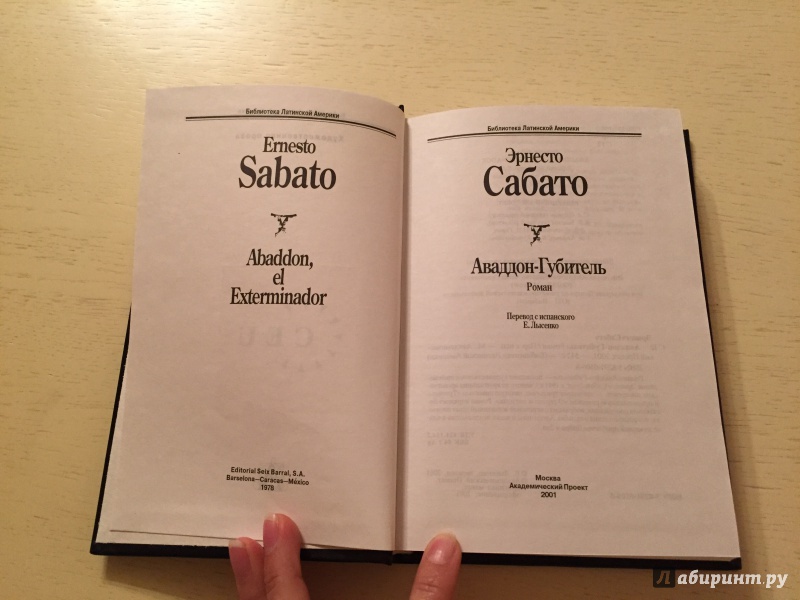 Библиотека Латинской Америки
Ernesto
Sabato
Abaddon,
el
Exterminador
Editorial Seix Barral, S.A.
Barselona—Caracas—México
1978
Библиотека Латинской Америки
Эрнесто
Сабато
Аваддон-Губитель
Роман
Перевод с испанского
Е. Лысенко
Москва
Академический Проект
2001
Лабиринт.ру